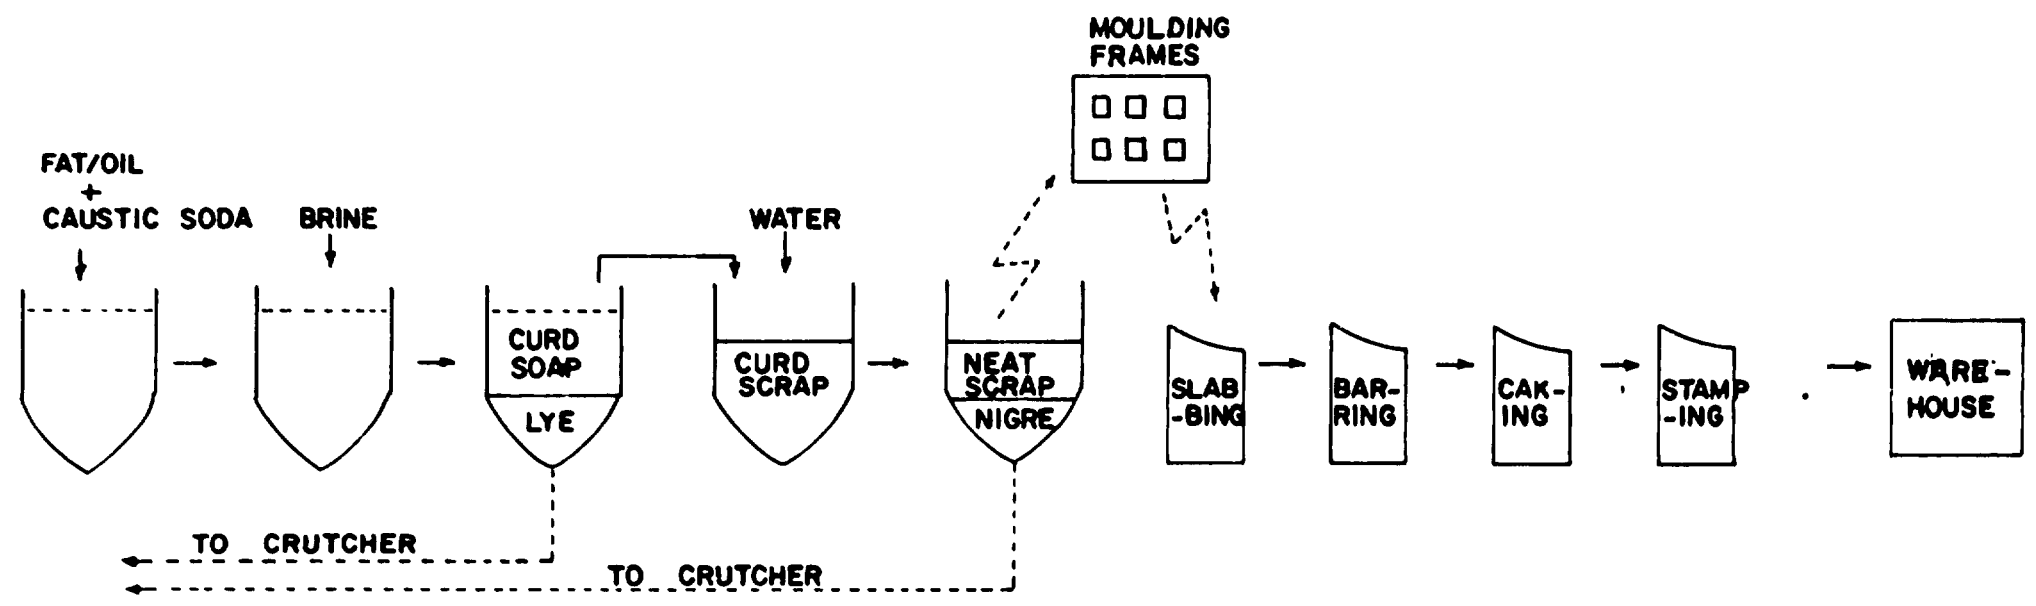 MOULDING
FRAMES
FAT/OIL
+
CAUSTIC SODA
BRINE
WATER
CURD
SOAP
LYE
CURD
SCRAP
NEAT
SCRAP
NIGRE
SLAB
-BING
BAR-
RING
CAK-
ING
STAMP
-ING
WARE-
HOUSE
TO CRUTCHER
TO CRUTCHER